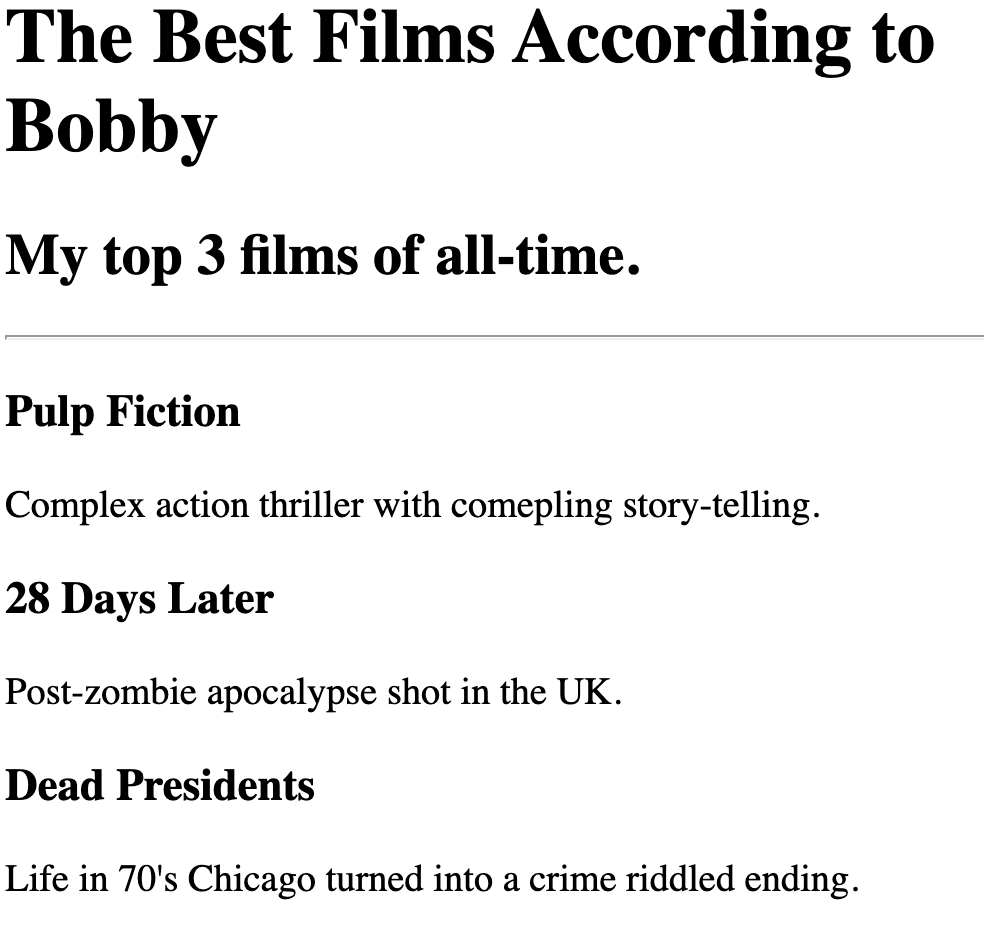 The Best Films According to
Bobby
My top 3 films of all-time.
Pulp Fiction
Complex action thriller with comepling story-telling.
28 Days Later
Post-zombie apocalypse shot in the UK.
Dead Presidents
Life in 70's Chicago turned into a crime riddled ending.